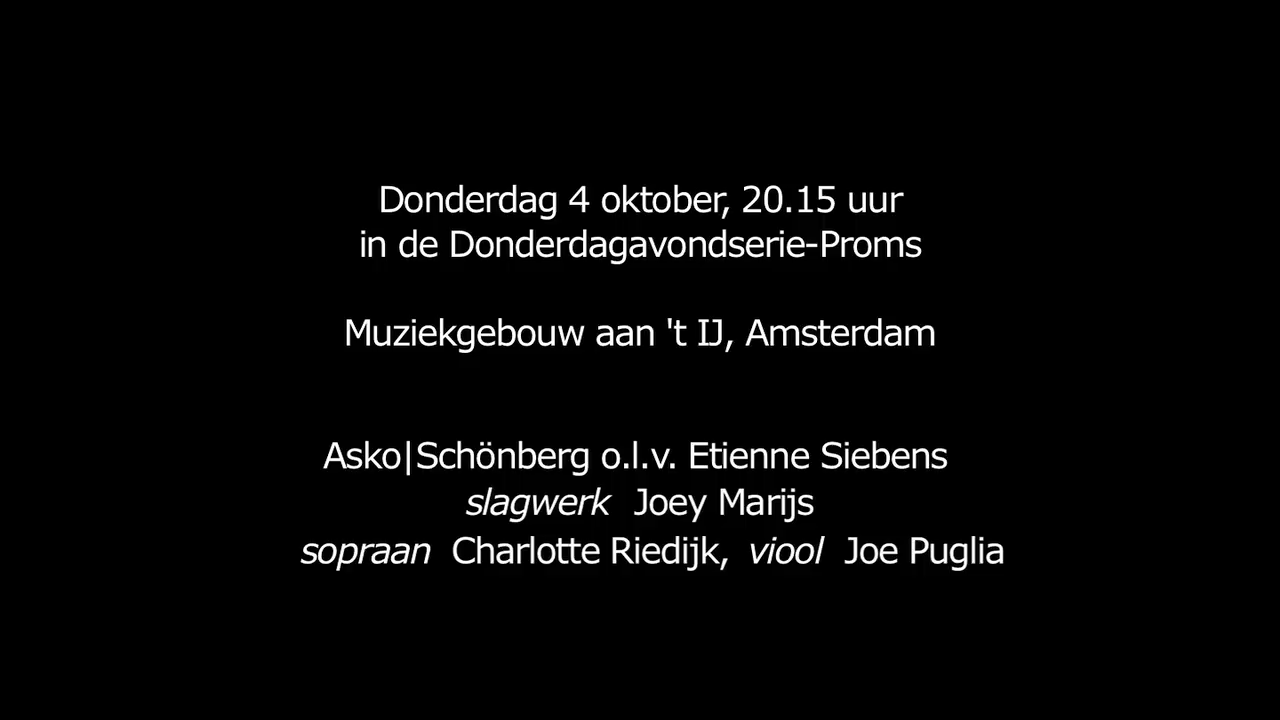 Donderdag 4 oktober, 20.15 uur
in de Donderdagavondserie-Proms
Muziekgebouw aan 't IJ, Amsterdam
Asko|Schönberg o.l.v. Etienne Siebens
slagwerk Joey Marijs
sopraan Charlotte Riedijk, viool Joe Puglia